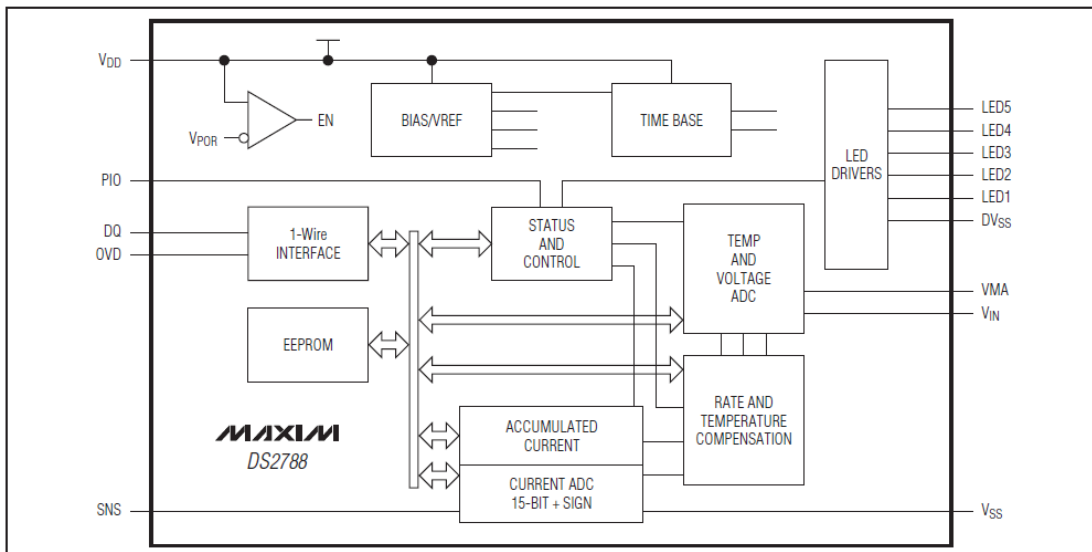 VDD
VPOR
EN
BIAS/VREF
TIME BASE
LED
DRIVERS
LED5
LED4
LED3
LED2
LED1
DVSS
PIO
DQ
OVD
1-Wire
INTERFACE
STATUS
AND
CONTROL
TEMP
AND
VOLTAGE
ADC
VMA
VIN
EEPROM
RATE AND
TEMPERATURE
COMPENSATION
MAXIM
DS2788
ACCUMULATED
CURRENT
CURRENT ADC
15-BIT + SIGN
SNS
VSS